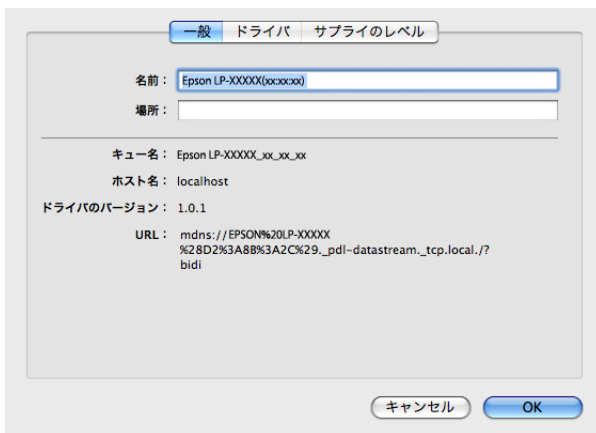 一般 ドライバ サプライのレベル
名前： Epson LP-XXXXX(xx:xx:xx)
場所：
キュー名： Epson LP-XXXXX_xx_xx_xx
ホスト名： localhost
ドライバのバージョン： 1.0.1
URL： mdns://EPSON%20LP-XXXXX
%28D2%3A8B%3A2C%29._pdl-datastream._tcp.local./?
bidi
キャンセル OK